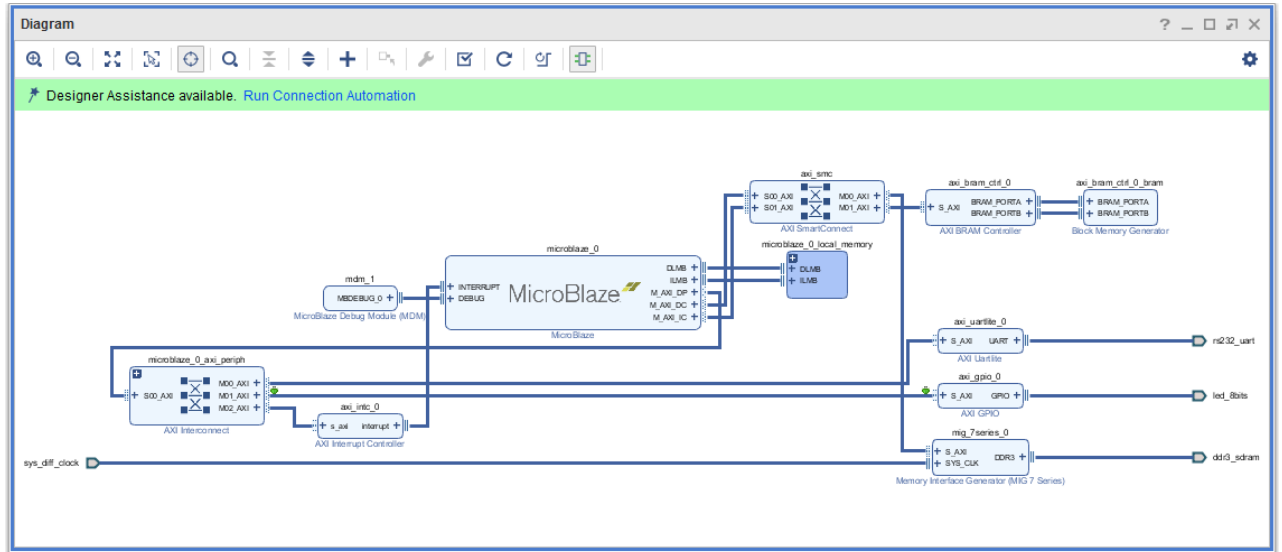 Diagram
Designer Assistance available. Run Connection Automation
axi_smc
S00_AXI M00_AXI
S01_AXI M01_AXI
AXI SmartConnect
axi_bram_ctrl_0
S_AXI BRAM_PORTA
BRAM_PORTB
AXI BRAM Controller
axi_bram_ctrl_0_bram
BRAM_PORTA
BRAM_PORTB
Block Memory Generator
microblaze_0_local_memory
DLMB
ILMB
microblaze_0
INTERRUPT
DEBUG
MicroBlaze
DLMB
ILMB
M_AXI_DP
M_AXI_DC
M_AXI_IC
MicroBlaze
mdm_1
MBDEBUG_0
MicroBlaze Debug Module (MDM)
microblaze_0_axi_periph
S00_AXI
M00_AXI
M01_AXI
M02_AXI
AXI Interconnect
axi_intc_0
s_axi interrupt
AXI Interrupt Controller
axi_uartlite_0
S_AXI UART
AXI Uartlite
rs232_uart
axi_gpio_0
S_AXI GPIO
AXI GPIO
led_8bits
mig_7series_0
S_AXI
SYS_CLK
DDR3
Memory Interface Generator (MIG 7 Series)
ddr3_sdram
sys_diff_clock